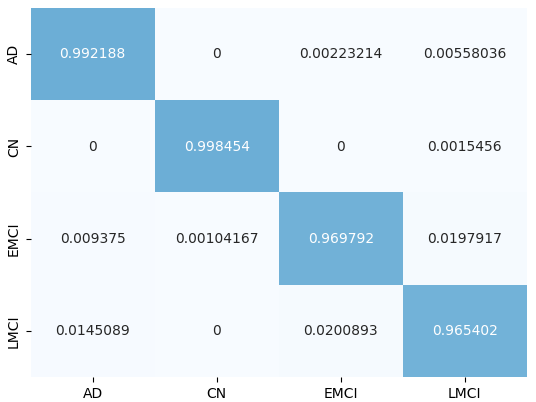 AD 0.992188 0 0.00223214 0.00558036
CN 0 0.998454 0 0.0015456
EMCI 0.009375 0.00104167 0.969792 0.0197917
LMCI 0.0145089 0 0.0200893 0.965402
AD CN EMCI LMCI